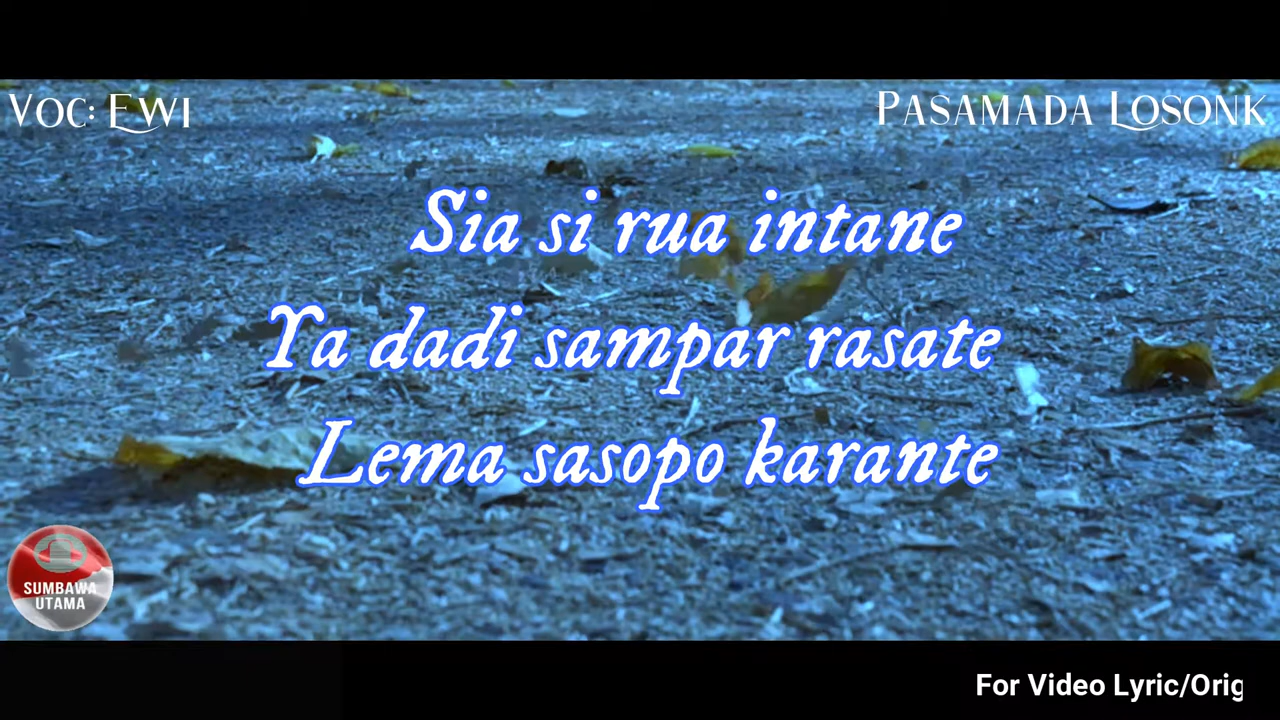 Voc: Ewi
Pasamada Losonk
Sia si rua intane
Ya dadi sampar rasate
Lema sasopo karante
SUMBAWA
UTAMA
For Video Lyric/Orig